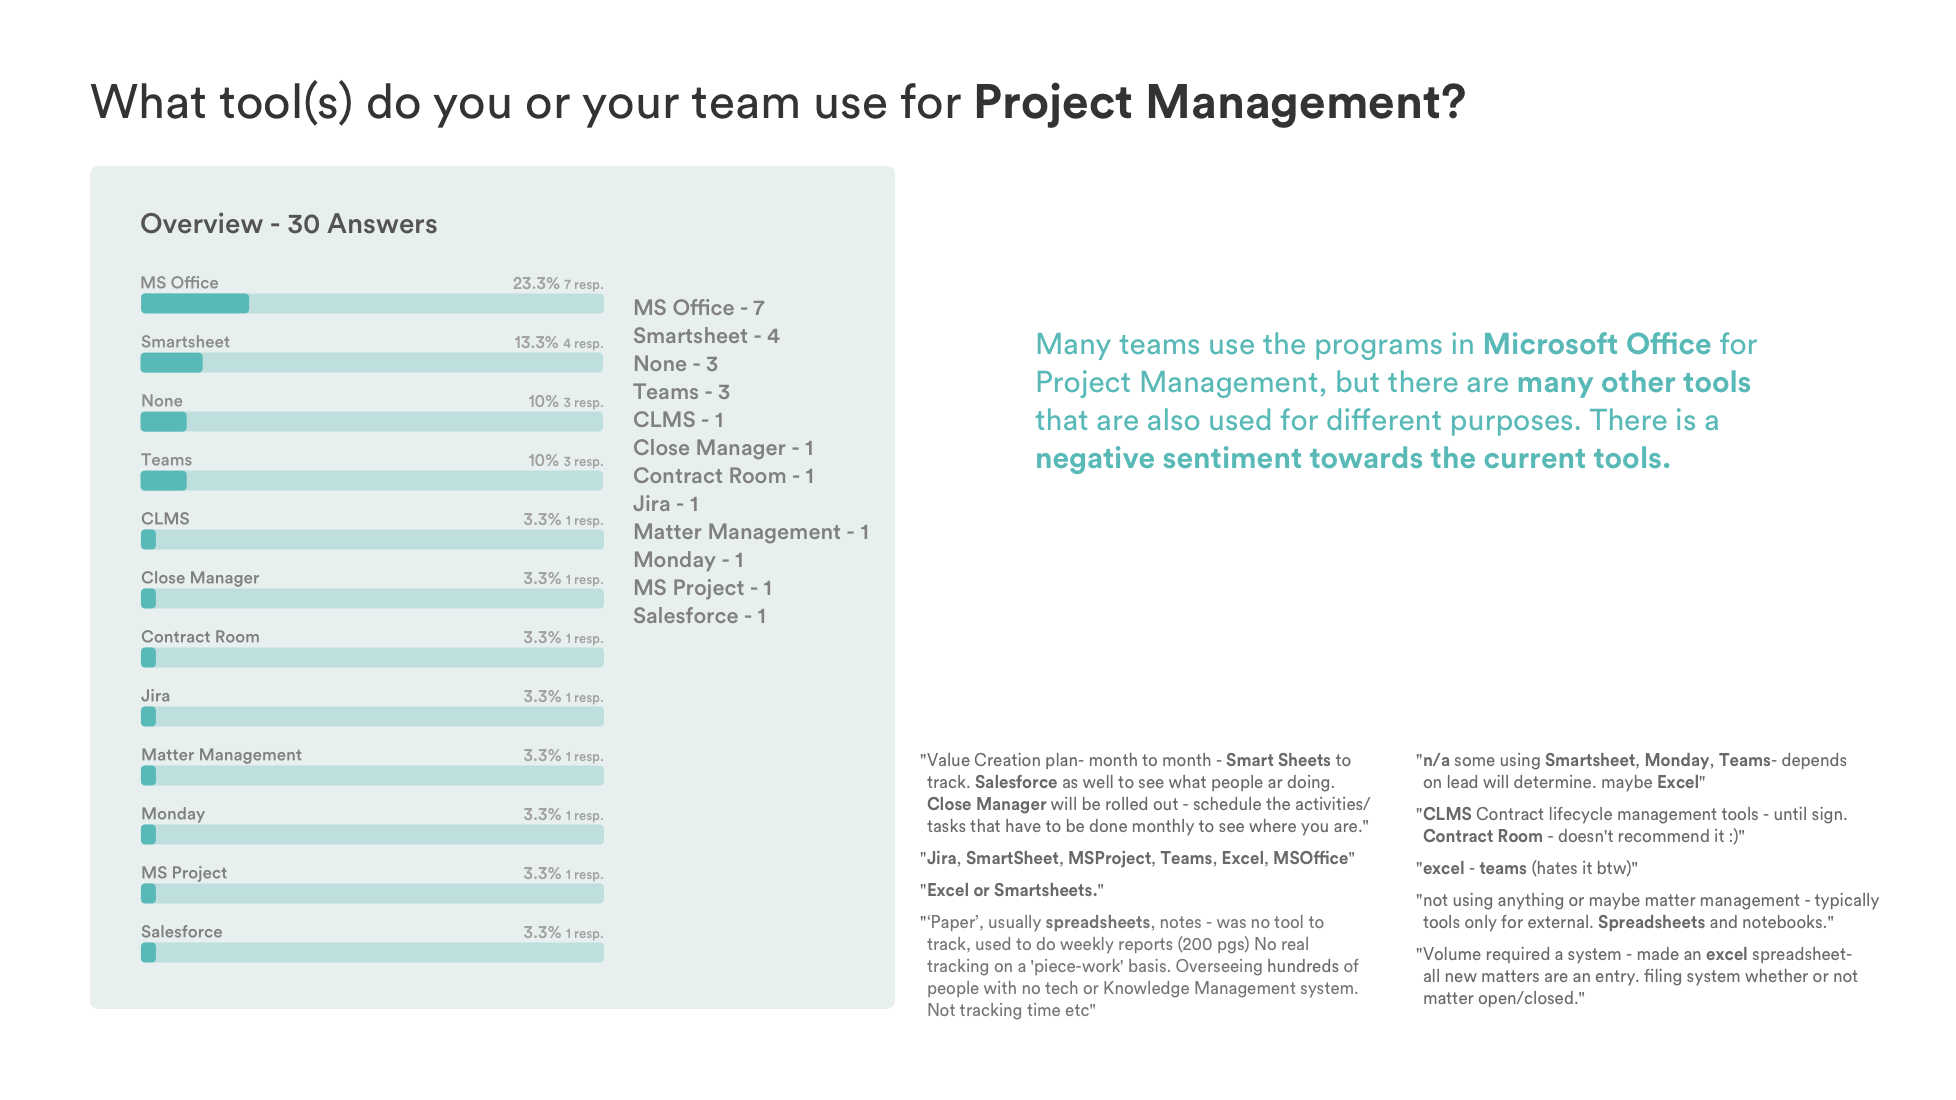 What tool(s) do you or your team use for Project Management?
Overview - 30 Answers
MS Office 23.3% 7 resp.
Smartsheet 13.3% 4 resp.
None 10% 3 resp.
Teams 10% 3 resp.
CLMS 3.3% 1 resp.
Close Manager 3.3% 1 resp.
Contract Room 3.3% 1 resp.
Jira 3.3% 1 resp.
Matter Management 3.3% 1 resp.
Monday 3.3% 1 resp.
MS Project 3.3% 1 resp.
Salesforce 3.3% 1 resp.
MS Office - 7
Smartsheet - 4
None - 3
Teams - 3
CLMS - 1
Close Manager - 1
Contract Room - 1
Jira - 1
Matter Management - 1
Monday - 1
MS Project - 1
Salesforce - 1
Many teams use the programs in Microsoft Office for
Project Management, but there are many other tools
that are also used for different purposes. There is a
negative sentiment towards the current tools.
"Value Creation plan- month to month - Smart Sheets to
track. Salesforce as well to see what people ar doing.
Close Manager will be rolled out - schedule the activities/
tasks that have to be done monthly to see where you are."
"Jira, SmartSheet, MSProject, Teams, Excel, MSOffice"
"Excel or Smartsheets."
"‘Paper’, usually spreadsheets, notes - was no tool to
track, used to do weekly reports (200 pgs) No real
tracking on a 'piece-work' basis. Overseeing hundreds of
people with no tech or Knowledge Management system.
Not tracking time etc"
"n/a some using Smartsheet, Monday, Teams- depends
on lead will determine. maybe Excel"
"CLMS Contract lifecycle management tools - until sign.
Contract Room - doesn't recommend it :)"
"excel - teams (hates it btw)"
"not using anything or maybe matter management - typically
tools only for external. Spreadsheets and notebooks."
"Volume required a system - made an excel spreadsheet-
all new matters are an entry. filing system whether or not
matter open/closed."